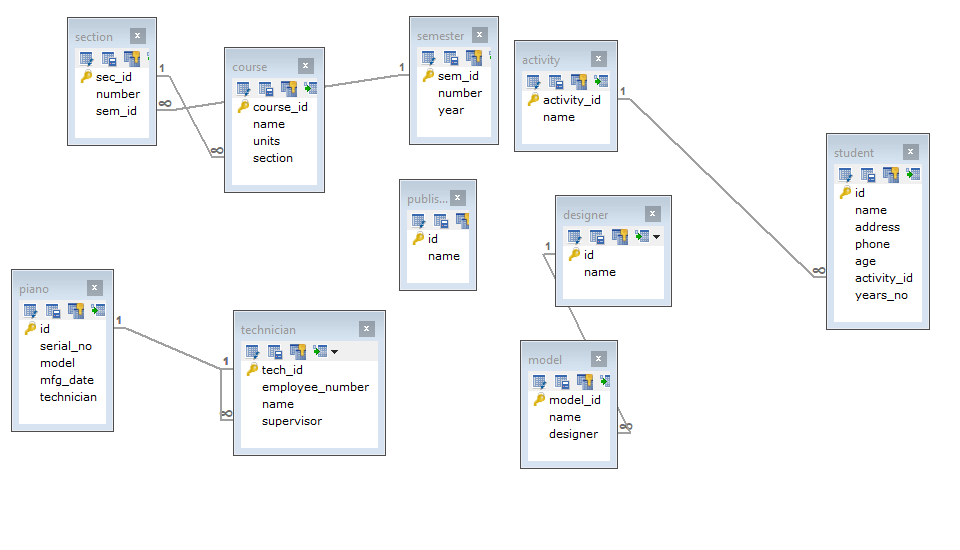 section
sec_id
number
sem_id
1
∞
course
course_id
name
units
section
∞
semester
sem_id
number
year
1
activity
activity_id
name
1
student
id
name
address
phone
age
activity_id
years_no
∞
publis...
id
name
designer
id
name
1
piano
id
serial_no
model
mfg_date
technician
1
technician
tech_id
employee_number
name
supervisor
1
∞
model
model_id
name
designer
∞